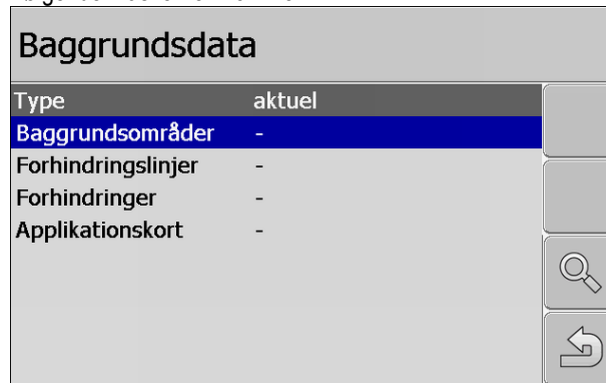 Baggrundsdata
Type aktuel
Baggrundsområder -
Forhindringslinjer -
Forhindringer -
Applikationskort -